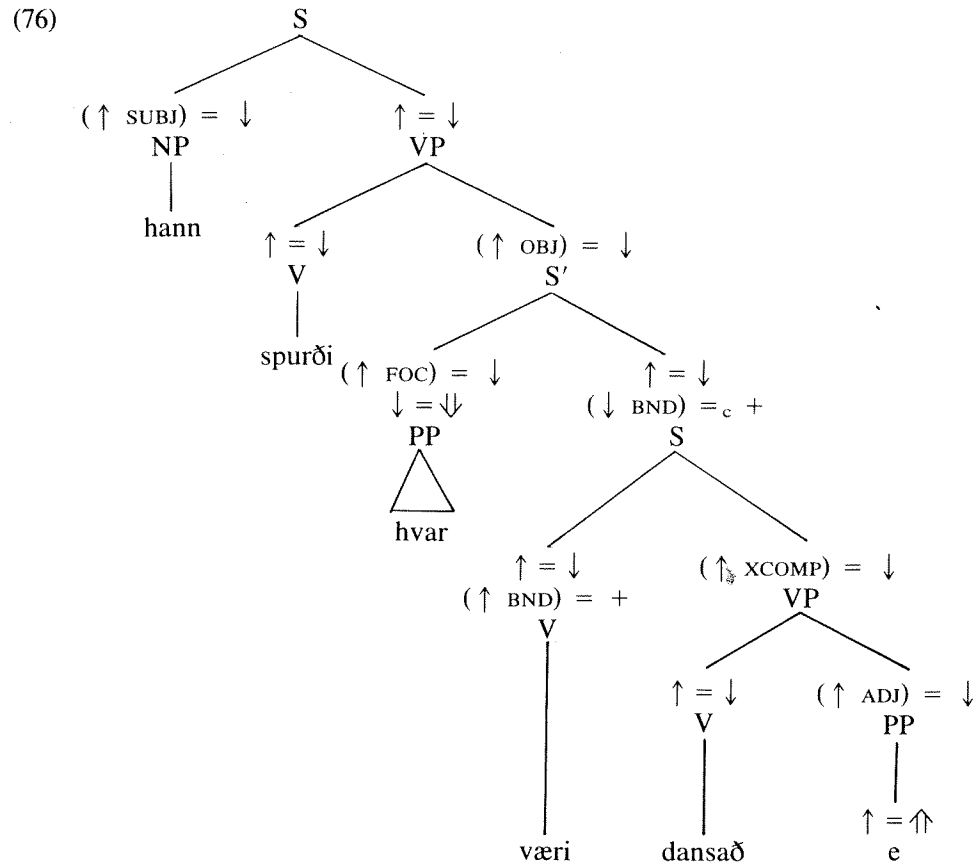 (76)
S
(↑ SUBJ) = ↓ ↑ = ↓
NP VP
hann ↑ = ↓ (↑ OBJ) = ↓
V S′
spurði (↑ FOC) = ↓ ↑ = ↓
↓ = ⇓ (↓ BND) =c +
PP S
hvar
↑ = ↓ (↑ XCOMP) = ↓
(↑ BND) = + VP
V
↑ = ↓ (↑ ADJ) = ↓
V PP
↑ = ⇑
væri dansað e